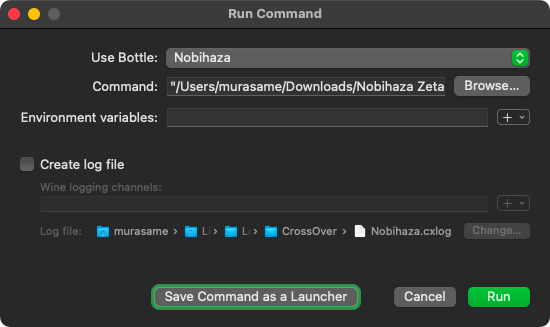 Run Command
Use Bottle: Nobihaza
Command: "/Users/murasame/Downloads/Nobihaza Zeta Browse...
Environment variables: +
Create log file
Wine logging channels:
+
Log file: murasame › Li › Li › CrossOver › Nobihaza.cxlog Change...
Save Command as a Launcher Cancel Run